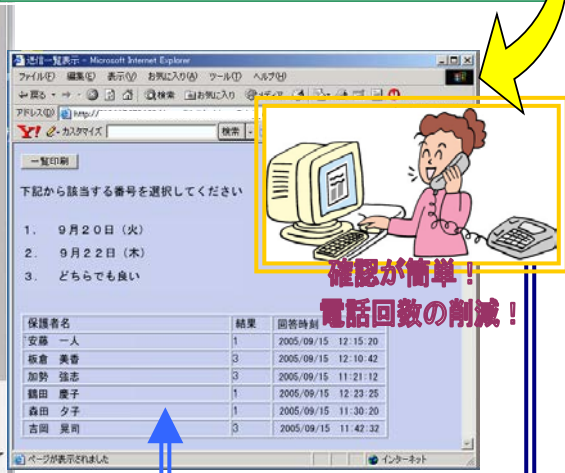 送信一覧表示 - Microsoft Internet Explorer
ファイル(F) 編集(E) 表示(V) お気に入り(A) ツール(T) ヘルプ(H)
戻る 検索 お気に入り
アドレス(D) http://
Y! カスタマイズ 検索
一覧印刷
下記から該当する番号を選択してください
1. 9月20日（火）
2. 9月22日（木）
3. どちらでも良い
確認が簡単！
電話回数の削減！
保護者名 結果 回答時刻
安藤 一人 1 2005/09/15 12:15:20
板倉 美香 3 2005/09/15 12:10:42
加勢 強志 3 2005/09/15 11:21:12
鶴田 慶子 1 2005/09/15 12:23:25
森田 夕子 1 2005/09/15 11:30:20
吉岡 晃司 3 2005/09/15 11:42:32
ページが表示されました インターネット